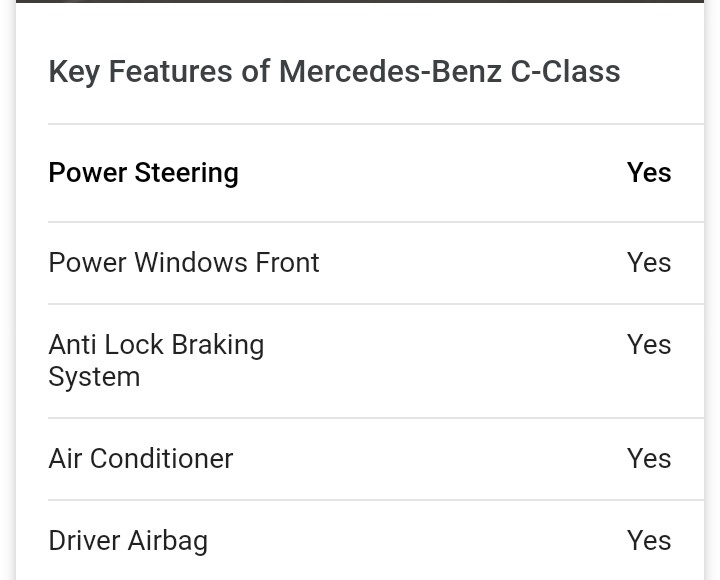 Key Features of Mercedes-Benz C-Class
Power Steering Yes
Power Windows Front Yes
Anti Lock Braking Yes
System
Air Conditioner Yes
Driver Airbag Yes